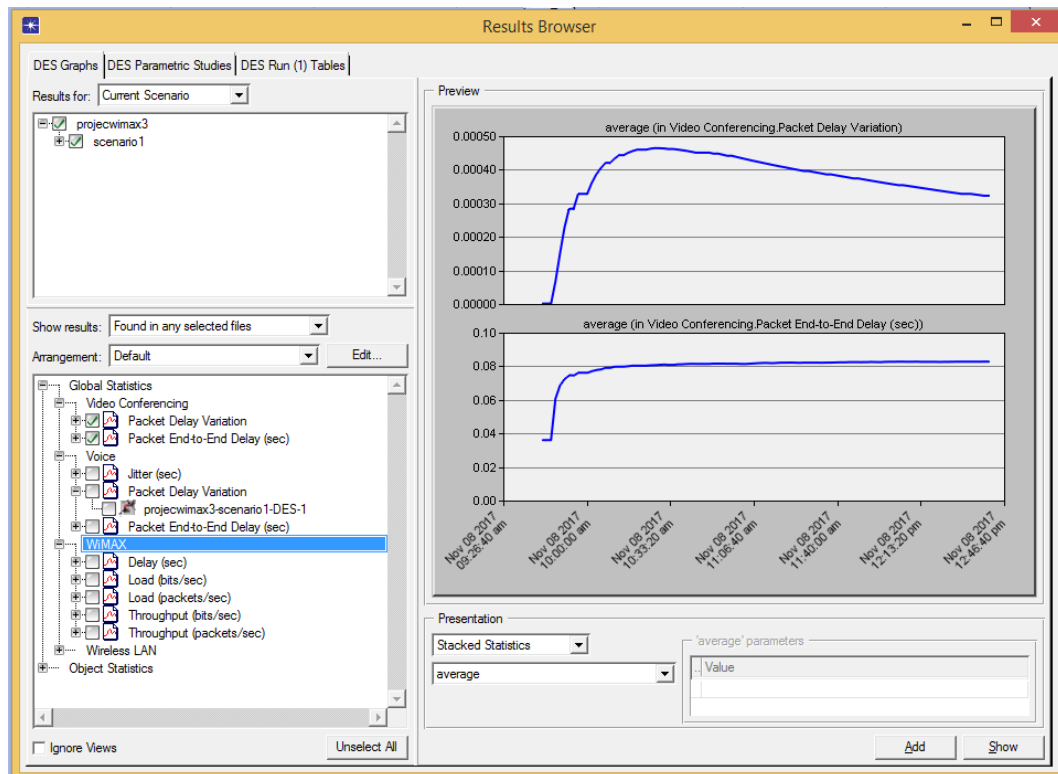 Results Browser
DES Graphs DES Parametric Studies DES Run (1) Tables
Results for: Current Scenario
projecwimax3
scenario1
Show results: Found in any selected files
Arrangement: Default Edit...
Global Statistics
Video Conferencing
Packet Delay Variation
Packet End-to-End Delay (sec)
Voice
Jitter (sec)
Packet Delay Variation
projecwimax3-scenario1-DES-1
Packet End-to-End Delay (sec)
WiMAX
Delay (sec)
Load (bits/sec)
Load (packets/sec)
Throughput (bits/sec)
Throughput (packets/sec)
Wireless LAN
Object Statistics
Ignore Views Unselect All
Preview
average (in Video Conferencing.Packet Delay Variation)
0.00050
0.00040
0.00030
0.00020
0.00010
0.00000
average (in Video Conferencing.Packet End-to-End Delay (sec))
0.10
0.08
0.06
0.04
0.02
0.00
Nov 08 2017
09:26:40 am
Nov 08 2017
10:00:00 am
Nov 08 2017
10:33:20 am
Nov 08 2017
11:06:40 am
Nov 08 2017
11:40:00 am
Nov 08 2017
12:13:20 pm
Nov 08 2017
12:46:40 pm
Presentation
Stacked Statistics
average
'average' parameters
.. Value
Add Show